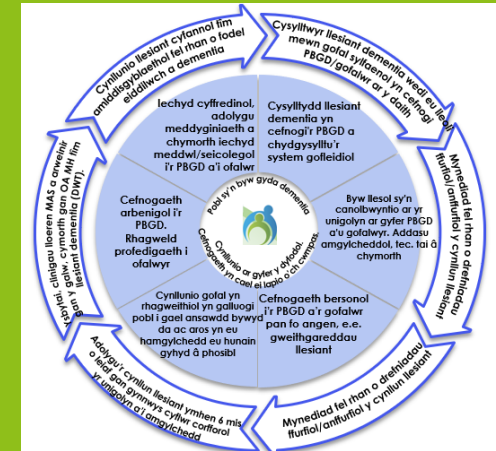 Cynllunio llesiant cyfannol tîm
amlddisgyblaethol fel rhan o fodel
eiddilwch a dementia
Cysylltwyr llesiant dementia wedi eu lleoli
mewn gofal sylfaenol yn cefnogi
PBGD/gofalwr ar y daith
Mynediad fel rhan o drefniadau
ffurfiol/anffurfiol y cynllun llesiant
Mynediad fel rhan o drefniadau
ffurfiol/anffurfiol y cynllun llesiant
Adolygu'r cynllun llesiant ymhen 6 mis
o leiaf gan gynnwys cyflwr corfforol
yr unigolyn a'i amgylchedd
Ysbytai, clinigau lloeren MAS a arweinir
gan y galw, cymorth gan OA MH tîm
llesiant dementia (DWT).
Iechyd cyffredinol,
adolygu
meddyginiaeth a
chymorth iechyd
meddwl/seicolegol
i'r PBGD a'i ofalwr
Cysylltydd llesiant
dementia yn
cefnogi'r PBGD a
chydgysylltu'r
system gofleidiol
Byw llesol sy'n
canolbwyntio ar yr
unigolyn ar gyfer PBGD
a'u gofalwyr. Addasu
amgylcheddol, tec. tai â
chymorth
Cefnogaeth bersonol
i'r PBGD a'r gofalwr
pan fo angen, e.e.
gweithgareddau
llesiant
Cynllunio gofal yn
rhagweithiol yn galluogi
pobl i gael ansawdd bywyd
da ac aros yn eu
hamgylchedd eu hunain
gyhyd â phosibl
Cefnogaeth
arbenigol i'r
PBGD.
Rhagweld
profedigaeth i
ofalwyr
Pobl sy'n byw gyda dementia
Cynllunio ar gyfer y dyfodol.
Cefnogaeth yn cael ei lapio o'ch cwmpas.